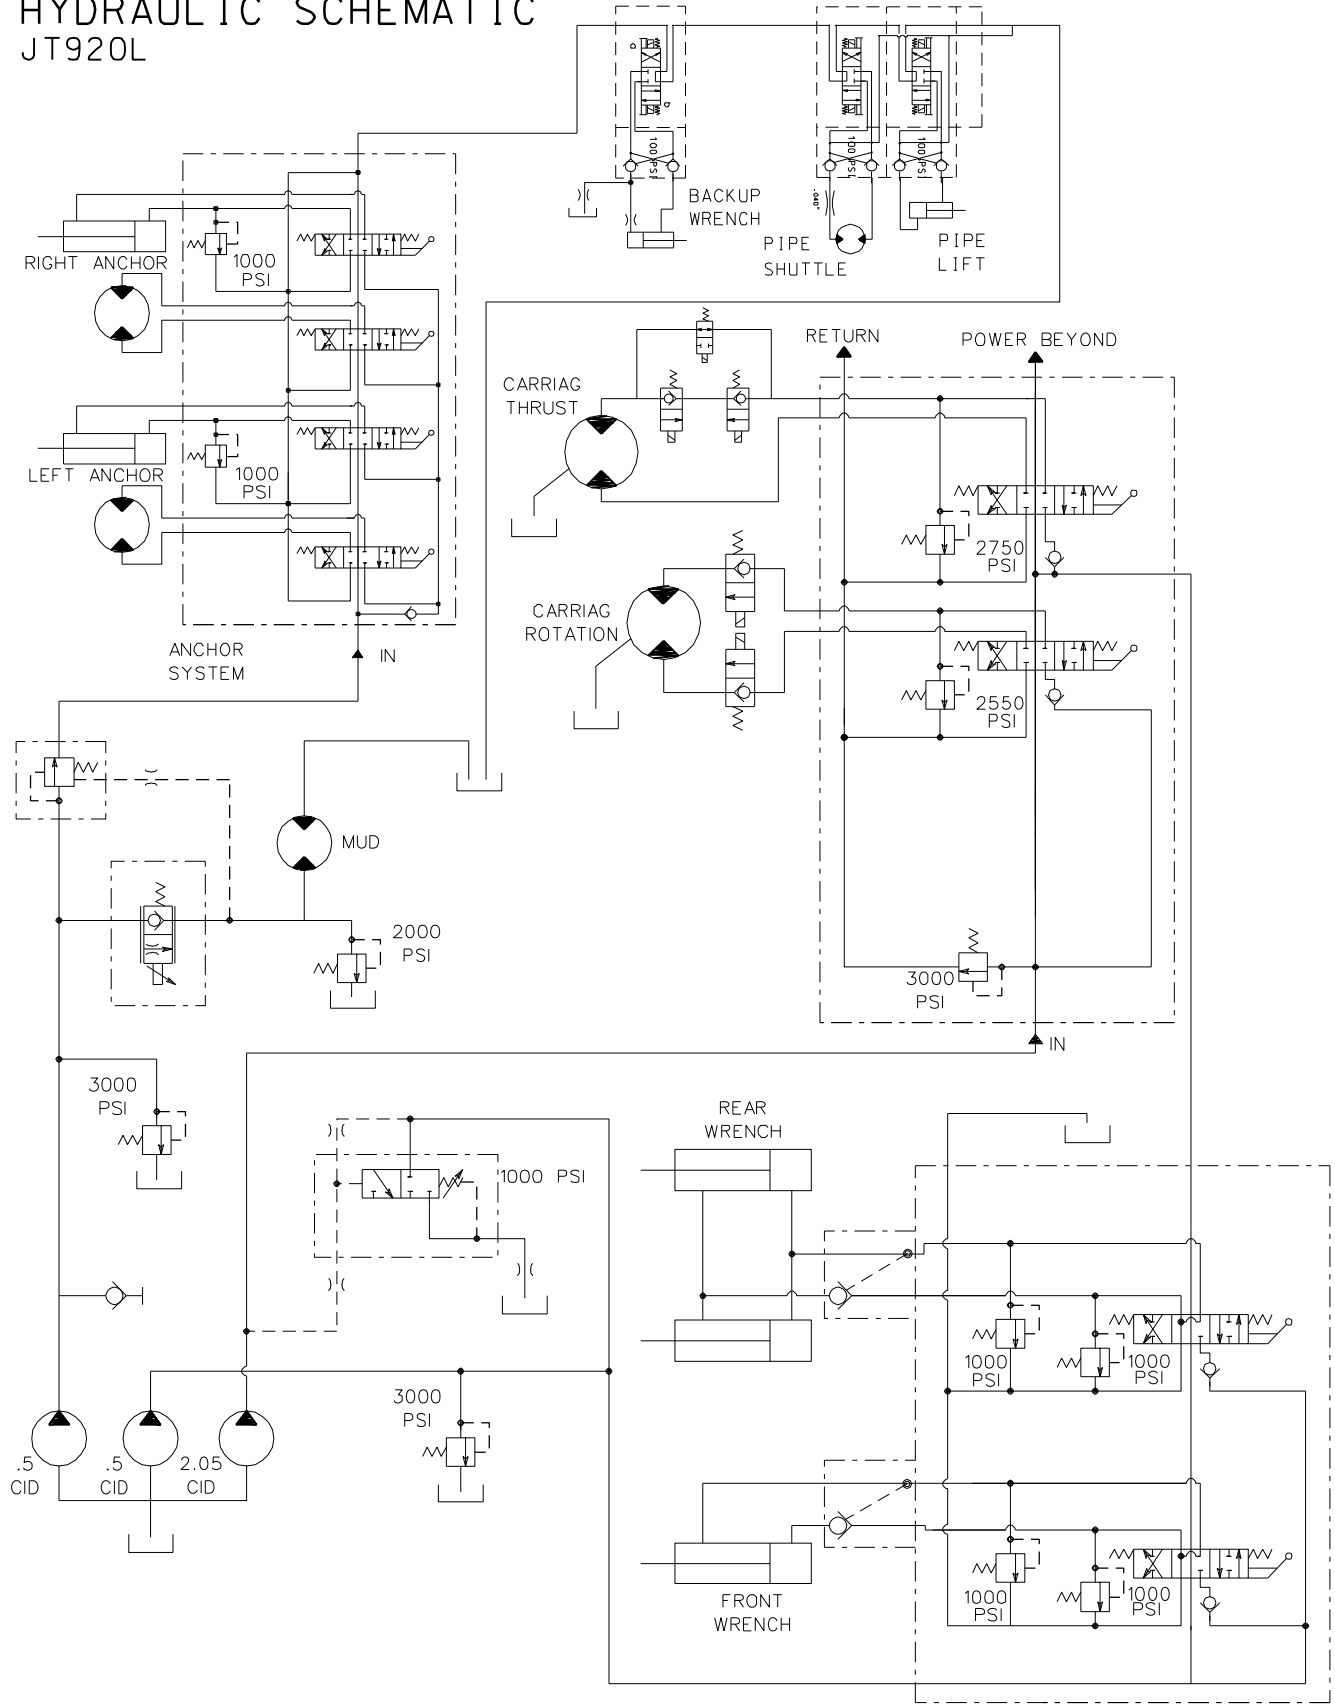 HYDRAULIC SCHEMATIC
JT920L
D
D
100 PSI
100 PSI
100 PSI
.040"
BACKUP
WRENCH
PIPE
SHUTTLE
PIPE
LIFT
RIGHT ANCHOR
1000
PSI
RETURN
POWER BEYOND
CARRIAG
THRUST
LEFT ANCHOR
1000
PSI
2750
PSI
CARRIAG
ROTATION
ANCHOR
SYSTEM
IN
2550
PSI
MUD
2000
PSI
3000
PSI
IN
3000
PSI
REAR
WRENCH
1000 PSI
1000
PSI
1000
PSI
3000
PSI
.5
CID
.5
CID
2.05
CID
1000
PSI
1000
PSI
FRONT
WRENCH